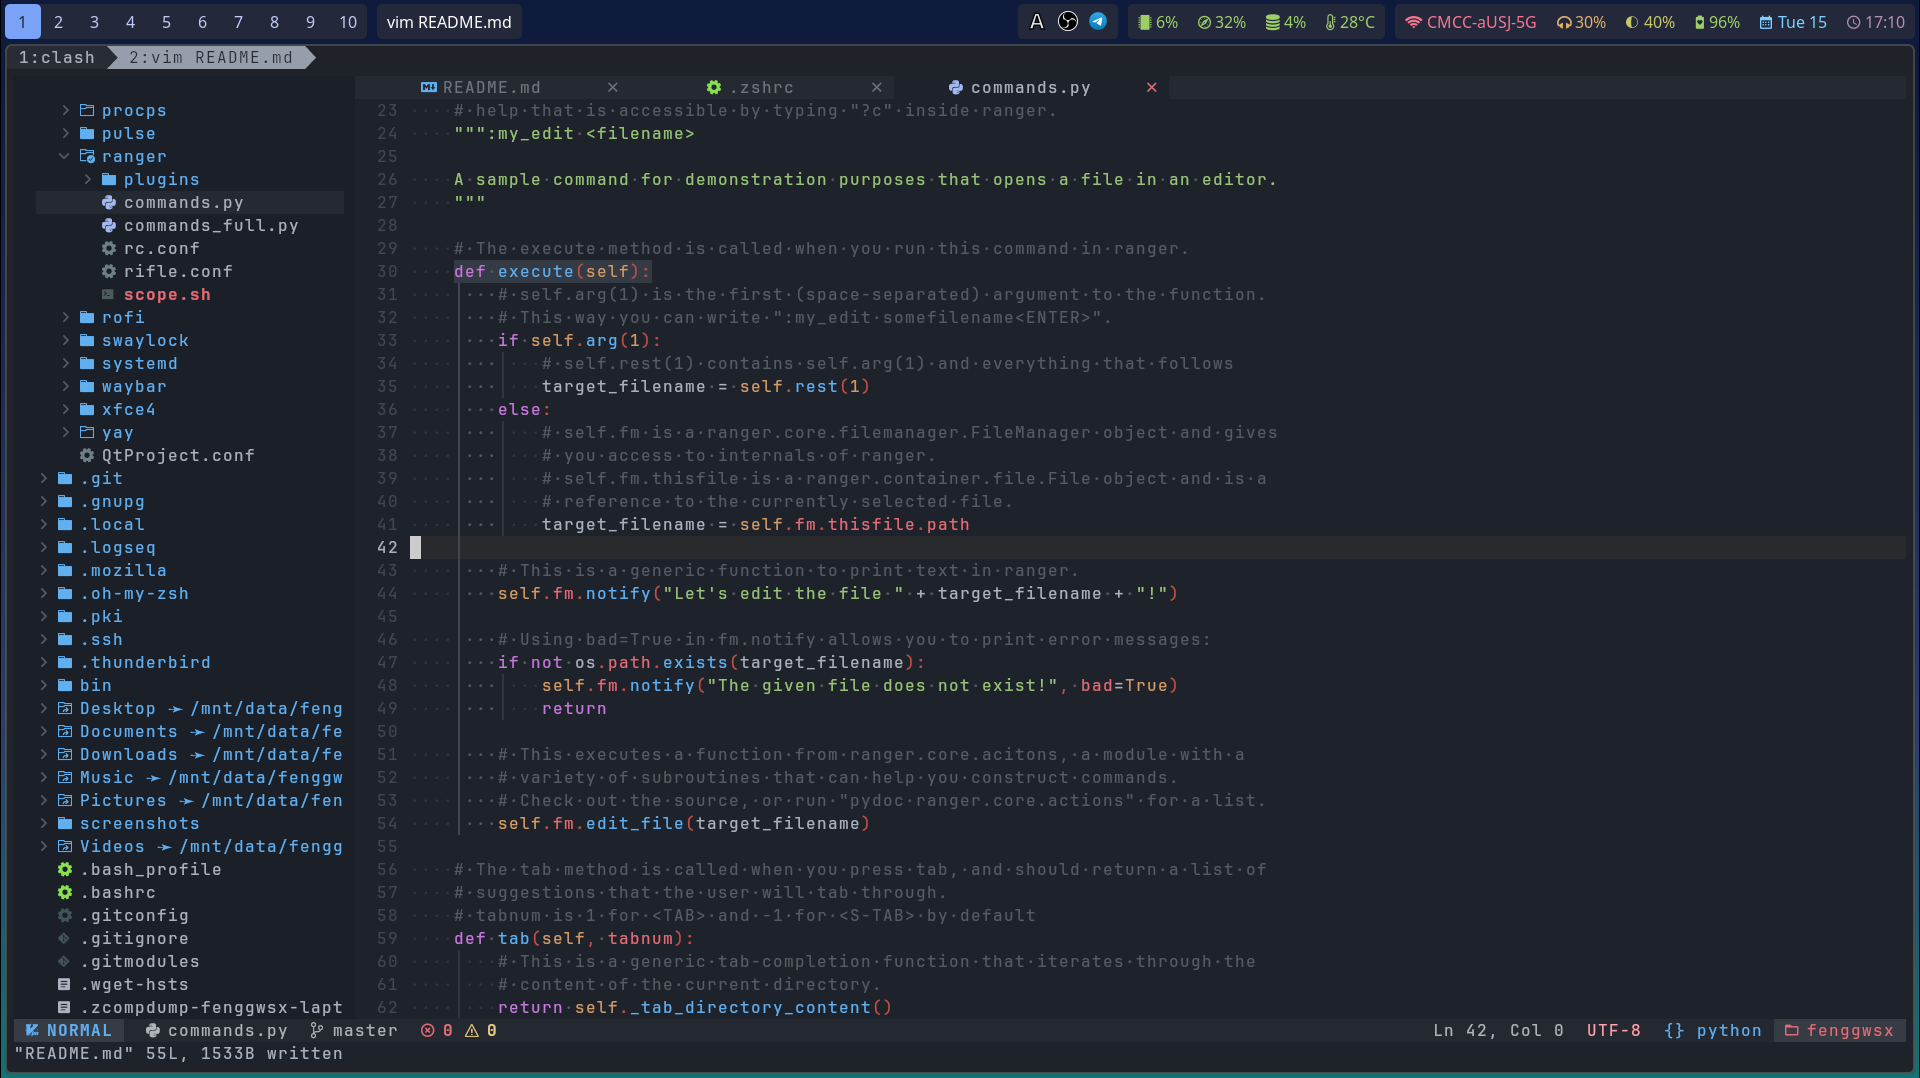 1 2 3 4 5 6 7 8 9 10 vim README.md A 6% 32% 4% 28°C CMCC-aUSJ-5G 30% 40% 96% Tue 15 17:10
1:clash 2:vim README.md
README.md .zshrc commands.py
procps
pulse
ranger
plugins
commands.py
commands_full.py
rc.conf
rifle.conf
scope.sh
rofi
swaylock
systemd
waybar
xfce4
yay
QtProject.conf
.git
.gnupg
.local
.logseq
.mozilla
.oh-my-zsh
.pki
.ssh
.thunderbird
bin
Desktop → /mnt/data/feng
Documents → /mnt/data/fe
Downloads → /mnt/data/fe
Music → /mnt/data/fenggw
Pictures → /mnt/data/fen
screenshots
Videos → /mnt/data/fengg
.bash_profile
.bashrc
.gitconfig
.gitignore
.gitmodules
.wget-hsts
.zcompdump-fenggwsx-lapt
23 # help that is accessible by typing "?c" inside ranger.
24 """:my_edit <filename>
25
26 A sample command for demonstration purposes that opens a file in an editor.
27 """
28
29 # The execute method is called when you run this command in ranger.
30 def execute(self):
31 # self.arg(1) is the first (space-separated) argument to the function.
32 # This way you can write ":my_edit somefilename<ENTER>".
33 if self.arg(1):
34 # self.rest(1) contains self.arg(1) and everything that follows
35 target_filename = self.rest(1)
36 else:
37 # self.fm is a ranger.core.filemanager.FileManager object and gives
38 # you access to internals of ranger.
39 # self.fm.thisfile is a ranger.container.file.File object and is a
40 # reference to the currently selected file.
41 target_filename = self.fm.thisfile.path
42
43 # This is a generic function to print text in ranger.
44 self.fm.notify("Let's edit the file " + target_filename + "!")
45
46 # Using bad=True in fm.notify allows you to print error messages:
47 if not os.path.exists(target_filename):
48 self.fm.notify("The given file does not exist!", bad=True)
49 return
50
51 # This executes a function from ranger.core.acitons, a module with a
52 # variety of subroutines that can help you construct commands.
53 # Check out the source, or run "pydoc ranger.core.actions" for a list.
54 self.fm.edit_file(target_filename)
55
56 # The tab method is called when you press tab, and should return a list of
57 # suggestions that the user will tab through.
58 # tabnum is 1 for <TAB> and -1 for <S-TAB> by default
59 def tab(self, tabnum):
60 # This is a generic tab-completion function that iterates through the
61 # content of the current directory.
62 return self._tab_directory_content()
NORMAL commands.py master 0 0 Ln 42, Col 0 UTF-8 {} python fenggwsx
"README.md" 55L, 1533B written